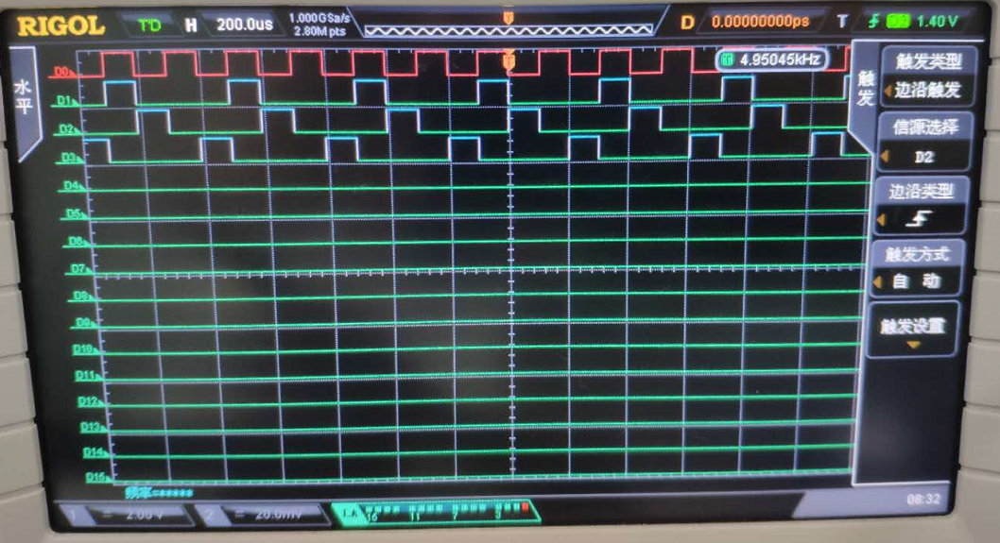 RIGOL T'D H 200.0us 1.000GSa/s 2.80M pts D 0.00000000ps T 1.40 V
水平
4.95045kHz
触发
触发类型
边沿触发
信源选择
D2
边沿类型
触发方式
自动
触发设置
D0
D1
D2
D3
D4
D5
D6
D7
D8
D9
D10
D11
D12
D13
D14
D15
频率=******
1 = 2.00 V 2 20.0mV LA 15 11 7 3
08:32